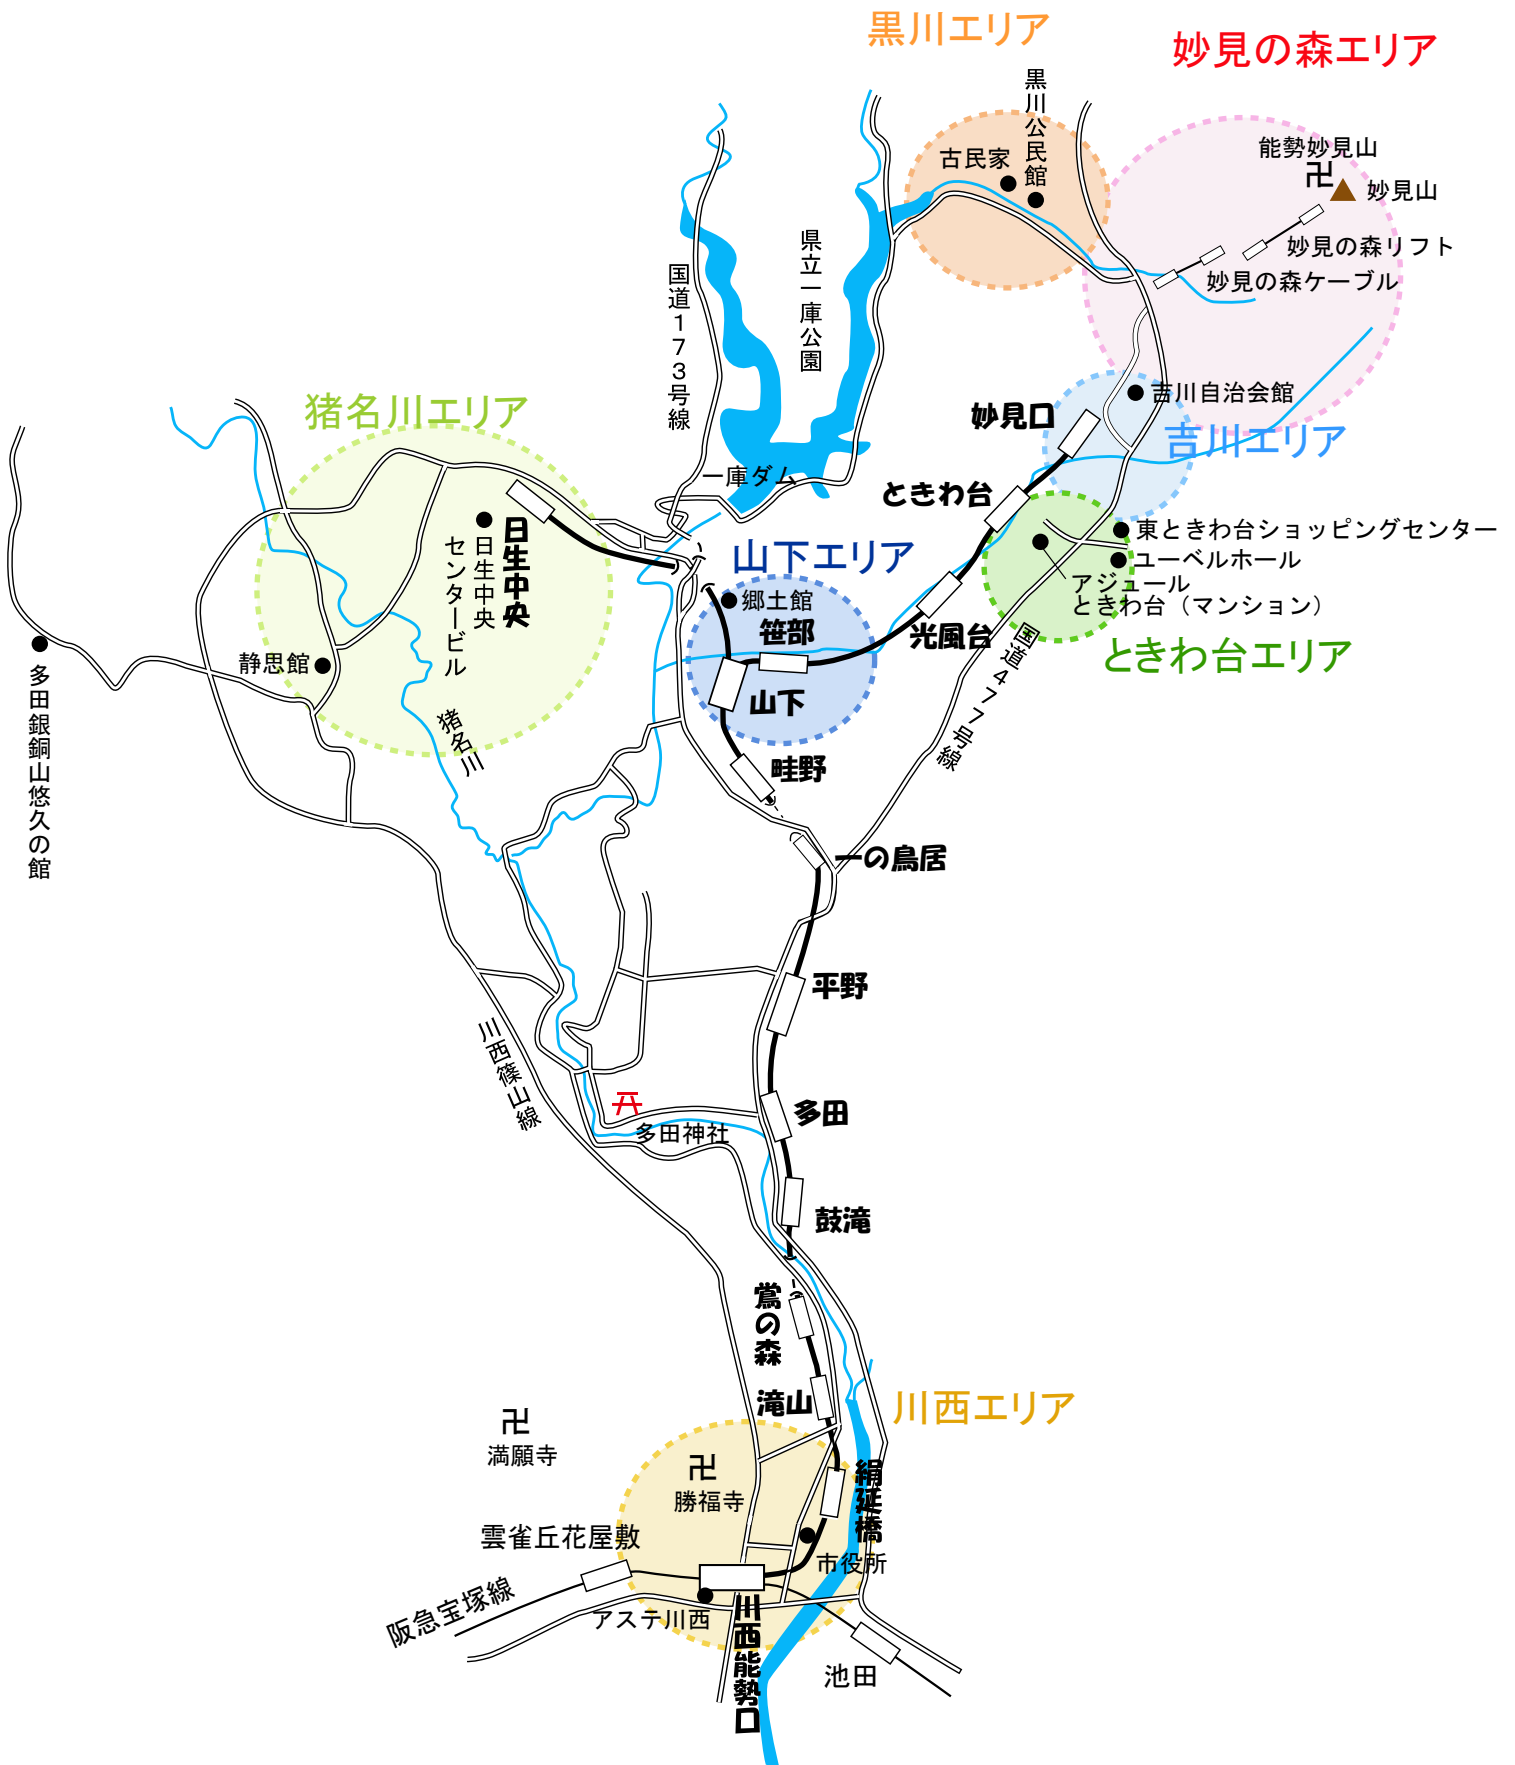 黒川エリア
妙見の森エリア
黒川公民館
古民家
能勢妙見山
卍
妙見山
妙見の森リフト
妙見の森ケーブル
県立一庫公園
国道173号線
猪名川エリア
吉川自治会館
妙見口
吉川エリア
一庫ダム
ときわ台
日生中央
日生中央
センタービル
東ときわ台ショッピングセンター
ユーベルホール
アジュール
ときわ台（マンション）
山下エリア
郷土館
笹部
光風台
国道477号線
ときわ台エリア
静思館
多田銀銅山悠久の館
猪名川
山下
畦野
一の鳥居
平野
川西篠山線
多田
多田神社
鼓滝
鴬の森
滝山
川西エリア
卍
満願寺
卍
勝福寺
絹延橋
雲雀丘花屋敷
市役所
阪急宝塚線
アステ川西
川西能勢口
池田